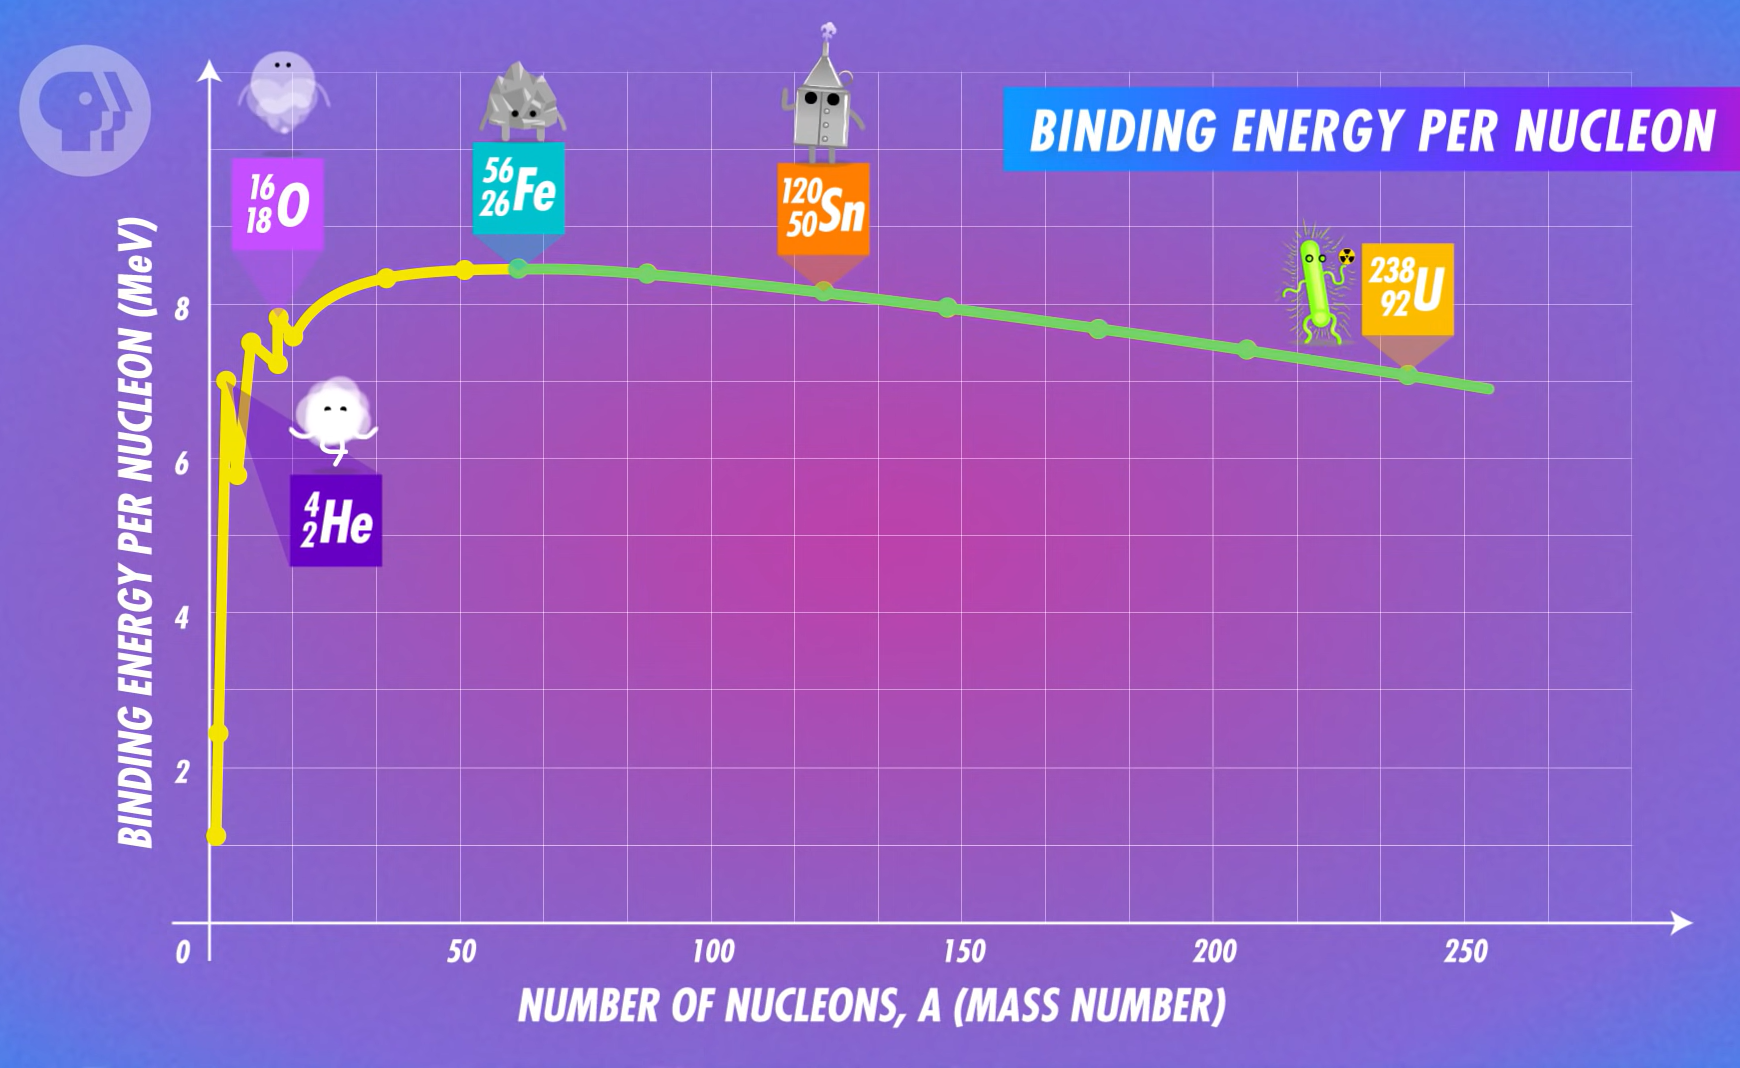 BINDING ENERGY PER NUCLEON
16
18 O
56
26 Fe
120
50 Sn
238
92 U
4
2 He
BINDING ENERGY PER NUCLEON (MeV)
8
6
4
2
0
50
100
150
200
250
NUMBER OF NUCLEONS, A (MASS NUMBER)